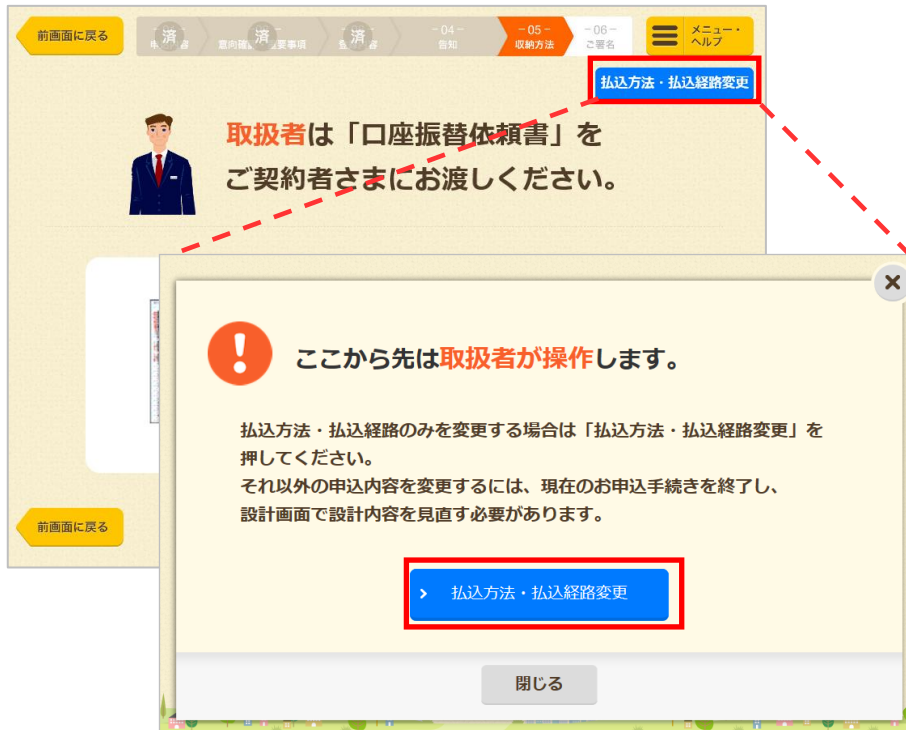 前画面に戻る
済
意向確
済
要事項
済
-04-
告知
-05-
収納方法
-06-
ご署名
メニュー・
ヘルプ
払込方法・払込経路変更
取扱者は「口座振替依頼書」を
ご契約者さまにお渡しください。
ここから先は取扱者が操作します。
払込方法・払込経路のみを変更する場合は「払込方法・払込経路変更」を
押してください。
それ以外の申込内容を変更するには、現在のお申込手続きを終了し、
設計画面で設計内容を見直す必要があります。
払込方法・払込経路変更
閉じる
前画面に戻る